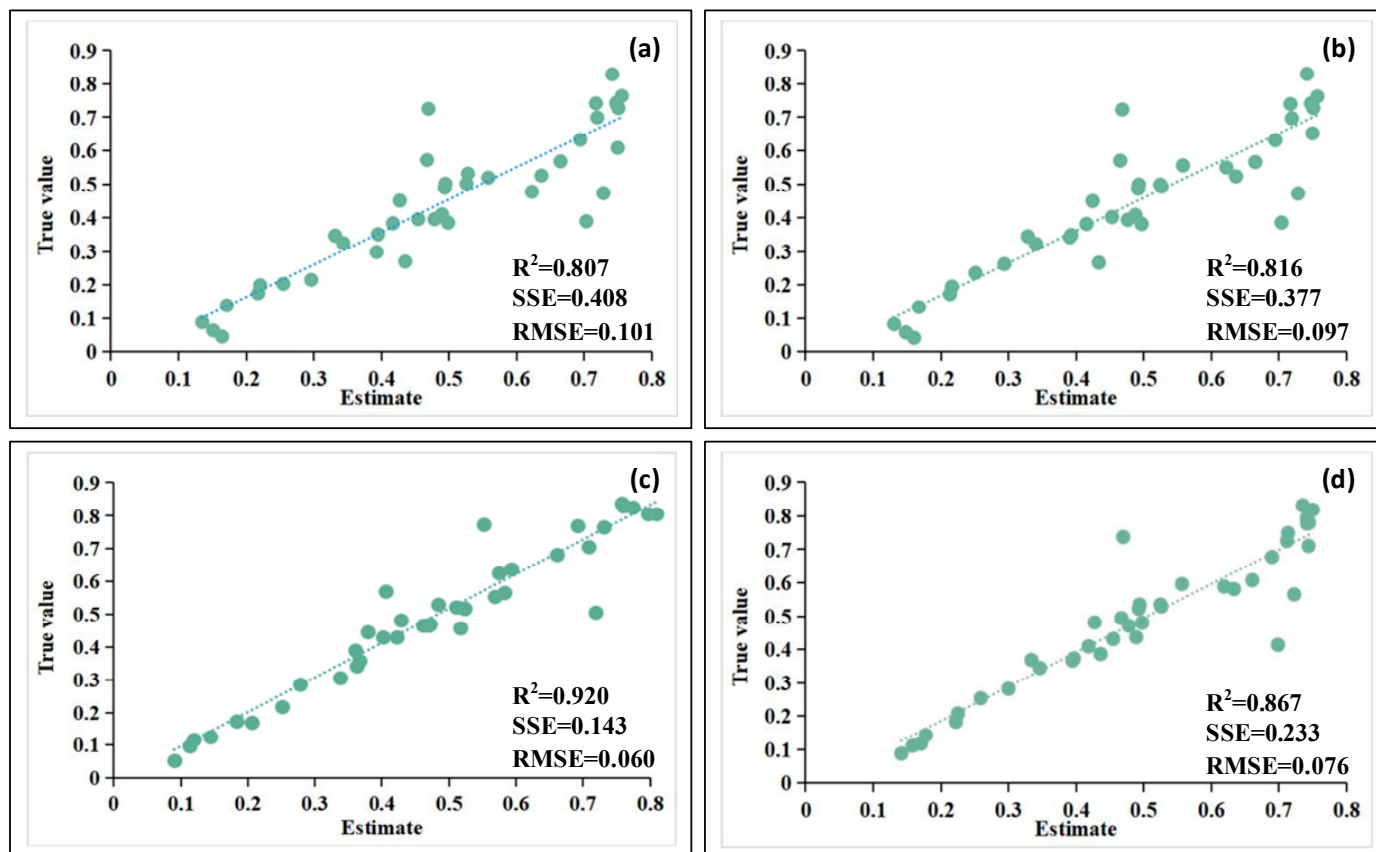 (a)
0.9
0.8
0.7
0.6
0.5
0.4
0.3
0.2
0.1
0
True value
R²=0.807
SSE=0.408
RMSE=0.101
0 0.1 0.2 0.3 0.4 0.5 0.6 0.7 0.8
Estimate
(b)
0.9
0.8
0.7
0.6
0.5
0.4
0.3
0.2
0.1
0
True value
R²=0.816
SSE=0.377
RMSE=0.097
0 0.1 0.2 0.3 0.4 0.5 0.6 0.7 0.8
Estimate
(c)
0.9
0.8
0.7
0.6
0.5
0.4
0.3
0.2
0.1
0
True value
R²=0.920
SSE=0.143
RMSE=0.060
0 0.1 0.2 0.3 0.4 0.5 0.6 0.7 0.8
Estimate
(d)
0.9
0.8
0.7
0.6
0.5
0.4
0.3
0.2
0.1
0
True value
R²=0.867
SSE=0.233
RMSE=0.076
0 0.1 0.2 0.3 0.4 0.5 0.6 0.7 0.8
Estimate